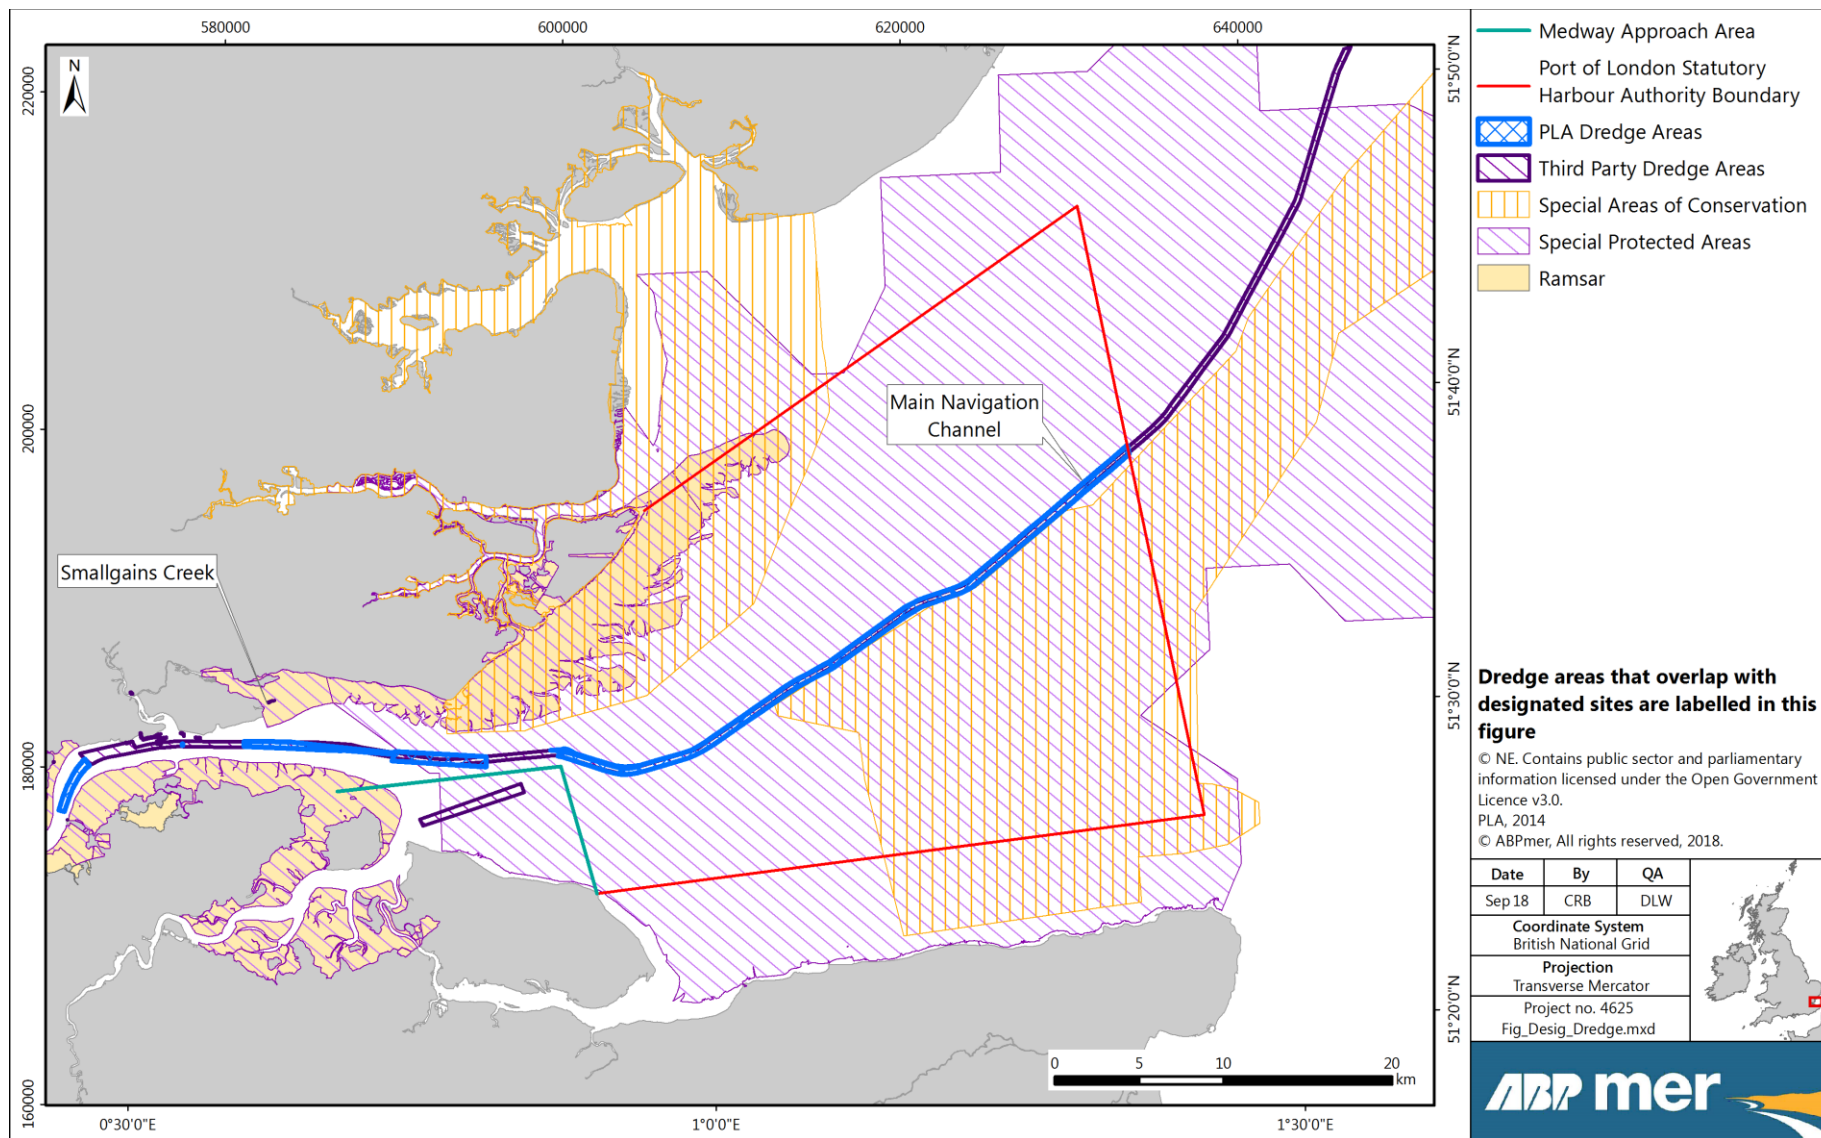 580000
600000
620000
640000
220000
200000
180000
160000
51°50'0"N
51°40'0"N
51°30'0"N
51°20'0"N
0°30'0"E
1°0'0"E
1°30'0"E
N
Main Navigation
Channel
Smallgains Creek
0
5
10
20
km
Medway Approach Area
Port of London Statutory
Harbour Authority Boundary
PLA Dredge Areas
Third Party Dredge Areas
Special Areas of Conservation
Special Protected Areas
Ramsar
Dredge areas that overlap with
designated sites are labelled in this
figure
© NE. Contains public sector and parliamentary
information licensed under the Open Government
Licence v3.0.
PLA, 2014
© ABPmer, All rights reserved, 2018.
Date By QA
Sep 18 CRB DLW
Coordinate System
British National Grid
Projection
Transverse Mercator
Project no. 4625
Fig_Desig_Dredge.mxd
ABPmer